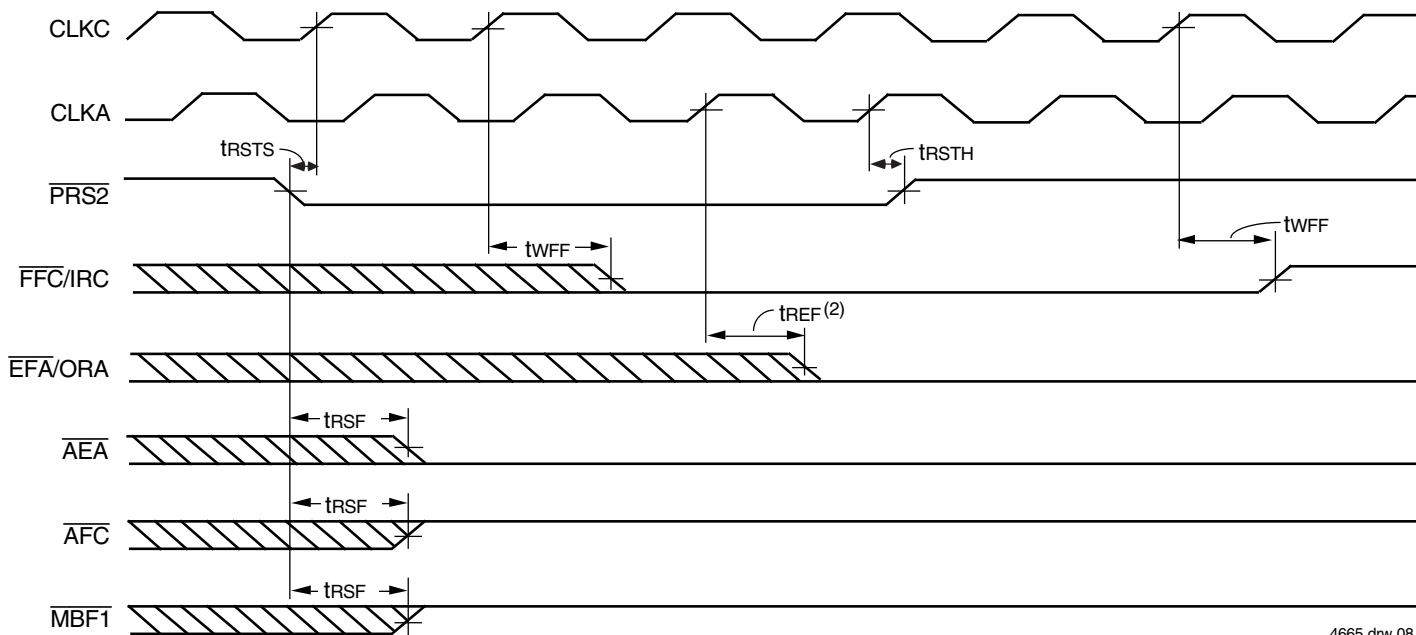 CLKC
CLKA
tRSTS
tRSTH
PRS2
tWFF
tWFF
FFC/IRC
tREF(2)
EFA/ORA
tRSF
AEA
tRSF
AFC
tRSF
MBF1
4665 drw 08